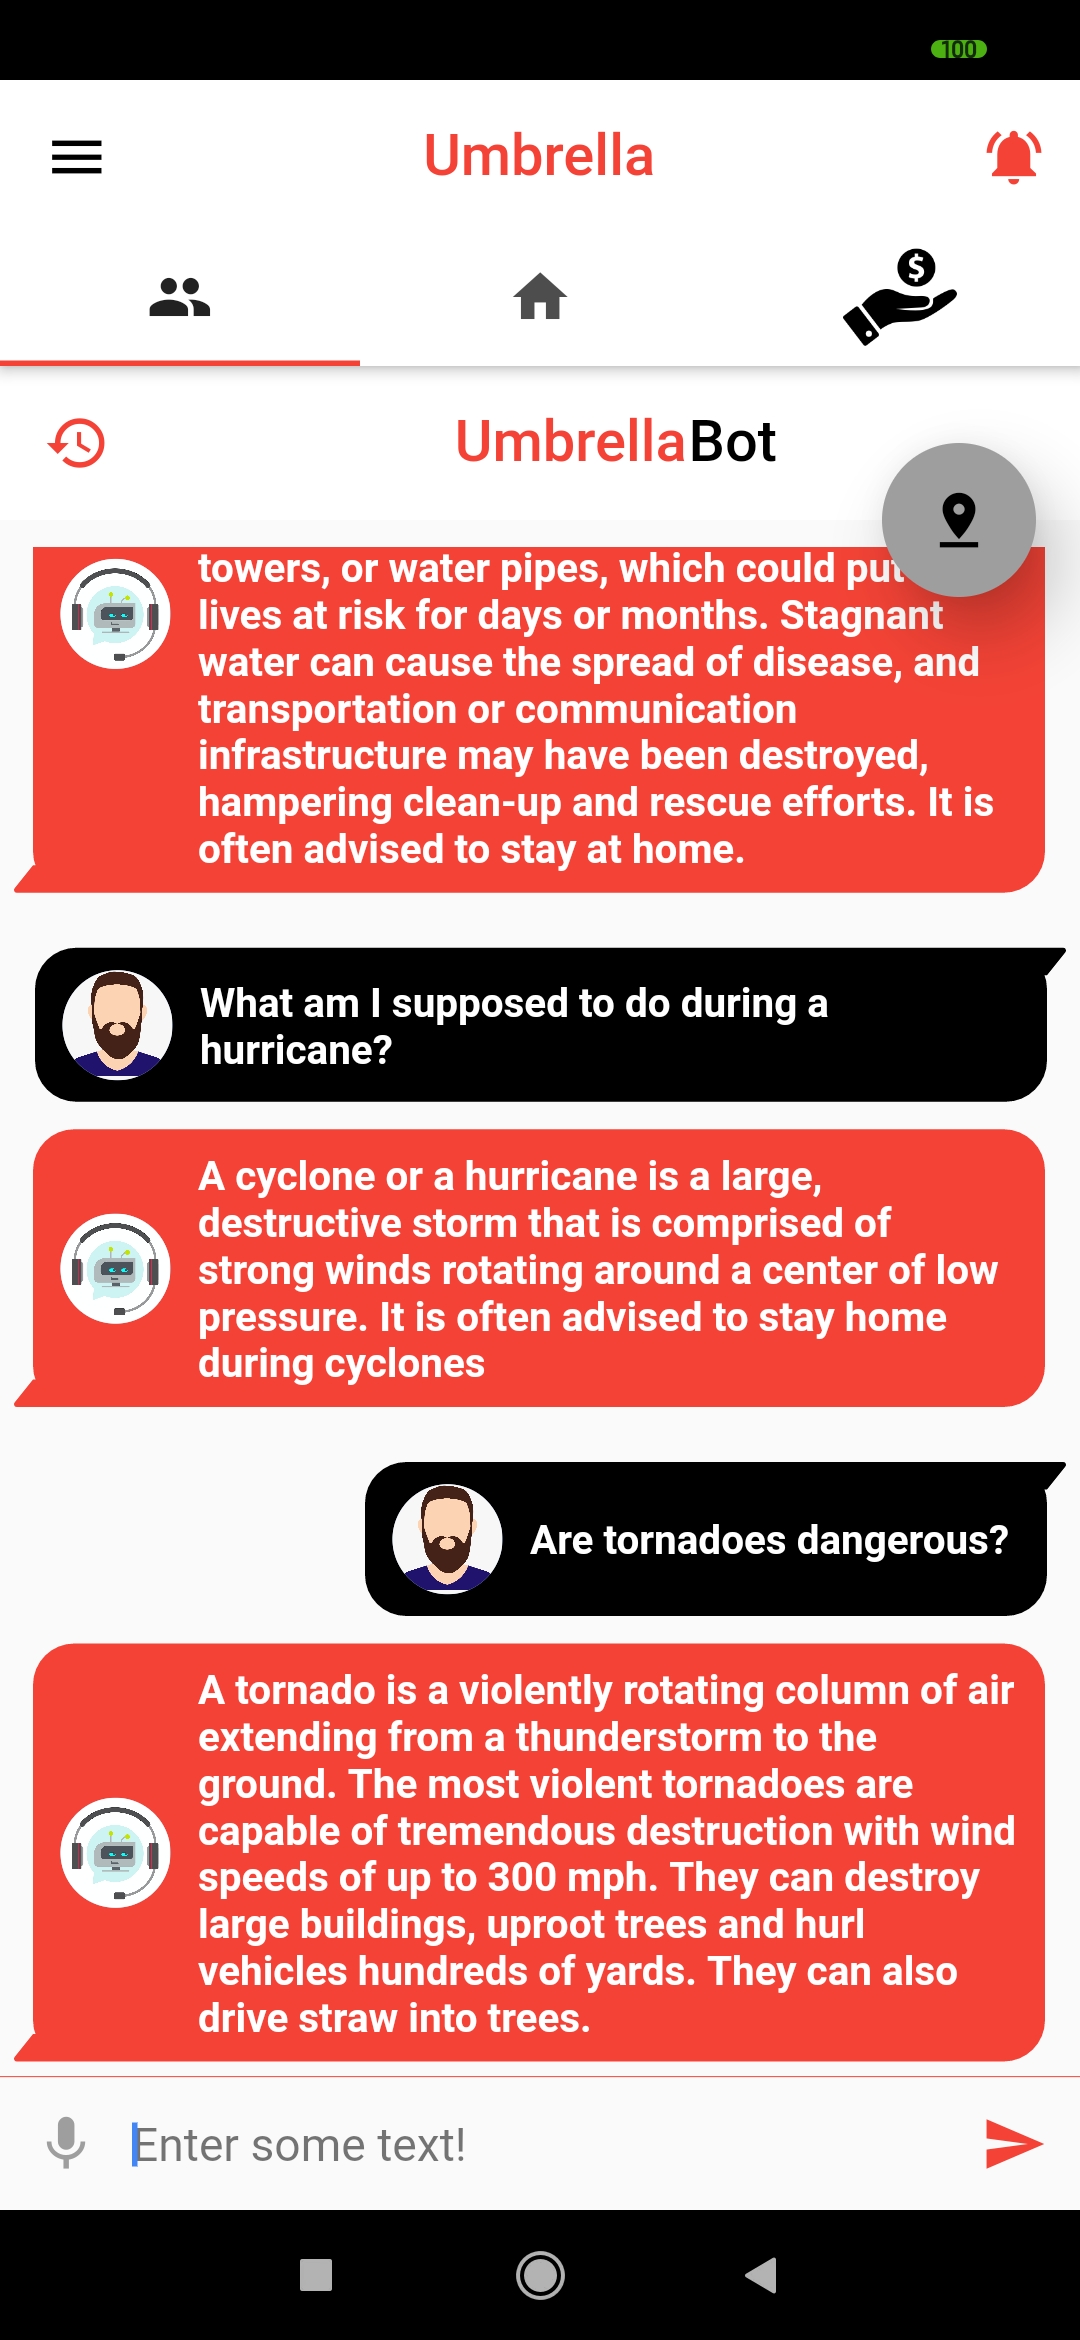 100
Umbrella
UmbrellaBot
towers, or water pipes, which could put
lives at risk for days or months. Stagnant
water can cause the spread of disease, and
transportation or communication
infrastructure may have been destroyed,
hampering clean-up and rescue efforts. It is
often advised to stay at home.
What am I supposed to do during a
hurricane?
A cyclone or a hurricane is a large,
destructive storm that is comprised of
strong winds rotating around a center of low
pressure. It is often advised to stay home
during cyclones
Are tornadoes dangerous?
A tornado is a violently rotating column of air
extending from a thunderstorm to the
ground. The most violent tornadoes are
capable of tremendous destruction with wind
speeds of up to 300 mph. They can destroy
large buildings, uproot trees and hurl
vehicles hundreds of yards. They can also
drive straw into trees.
Enter some text!